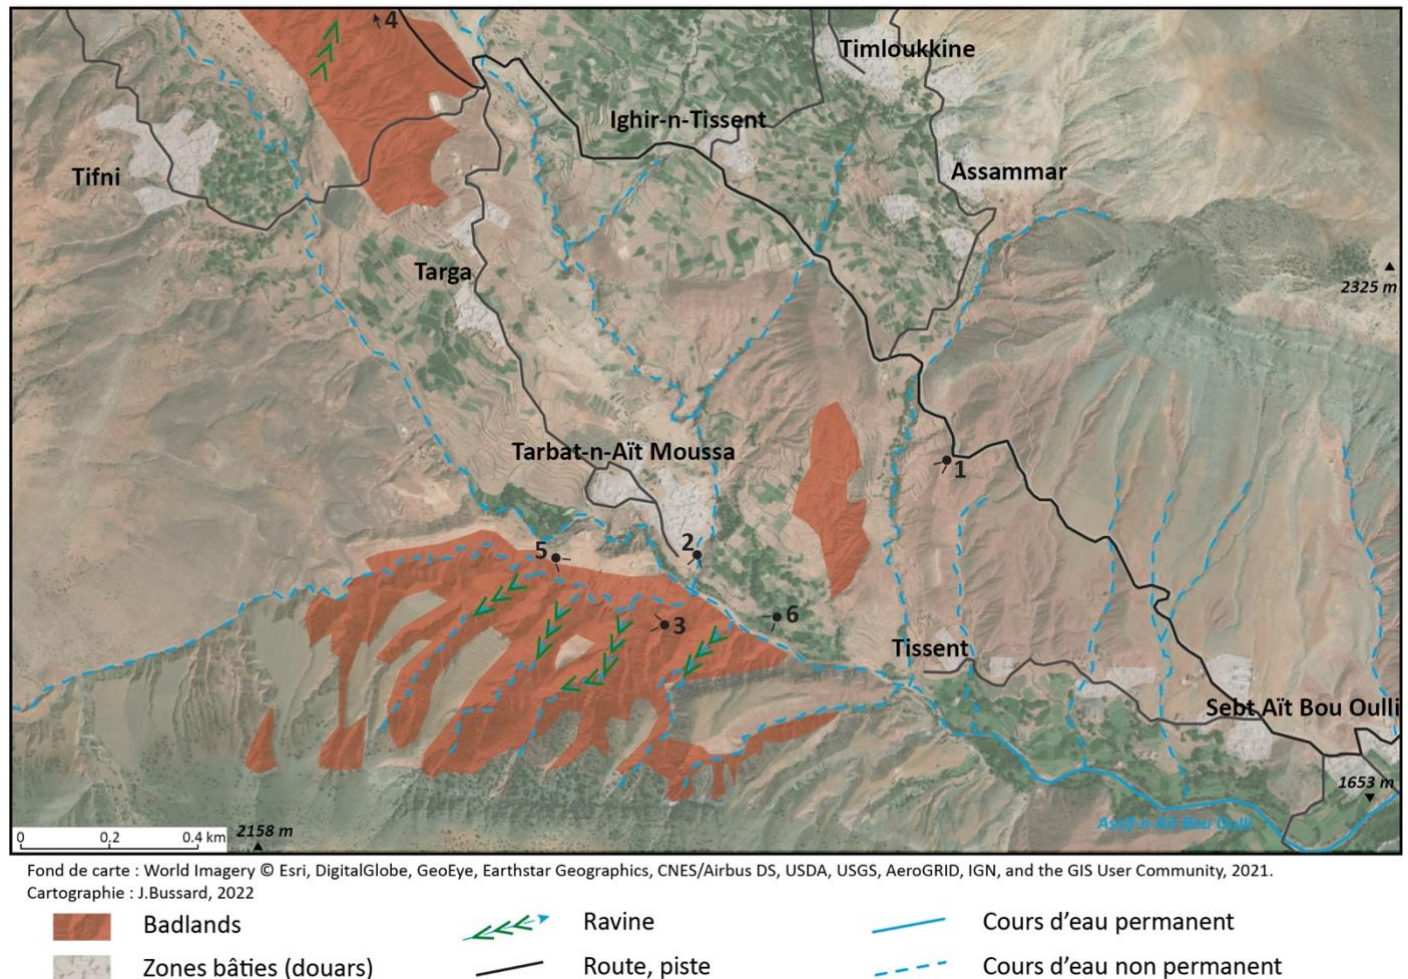 4
Timloukkine
Ighir-n-Tissent
Assammar
Tifni
Targa
2325 m
Tarbat-n-Aït Moussa
1
5
2
3
6
Tissent
Sebt Aït Bou Oulli
1653 m
Assif-n-Aït Bou Oulli
0 0.2 0.4 km
2158 m
Fond de carte : World Imagery © Esri, DigitalGlobe, GeoEye, Earthstar Geographics, CNES/Airbus DS, USDA, USGS, AeroGRID, IGN, and the GIS User Community, 2021.
Cartographie : J.Bussard, 2022
Badlands
Ravine
Cours d'eau permanent
Zones bâties (douars)
Route, piste
Cours d'eau non permanent